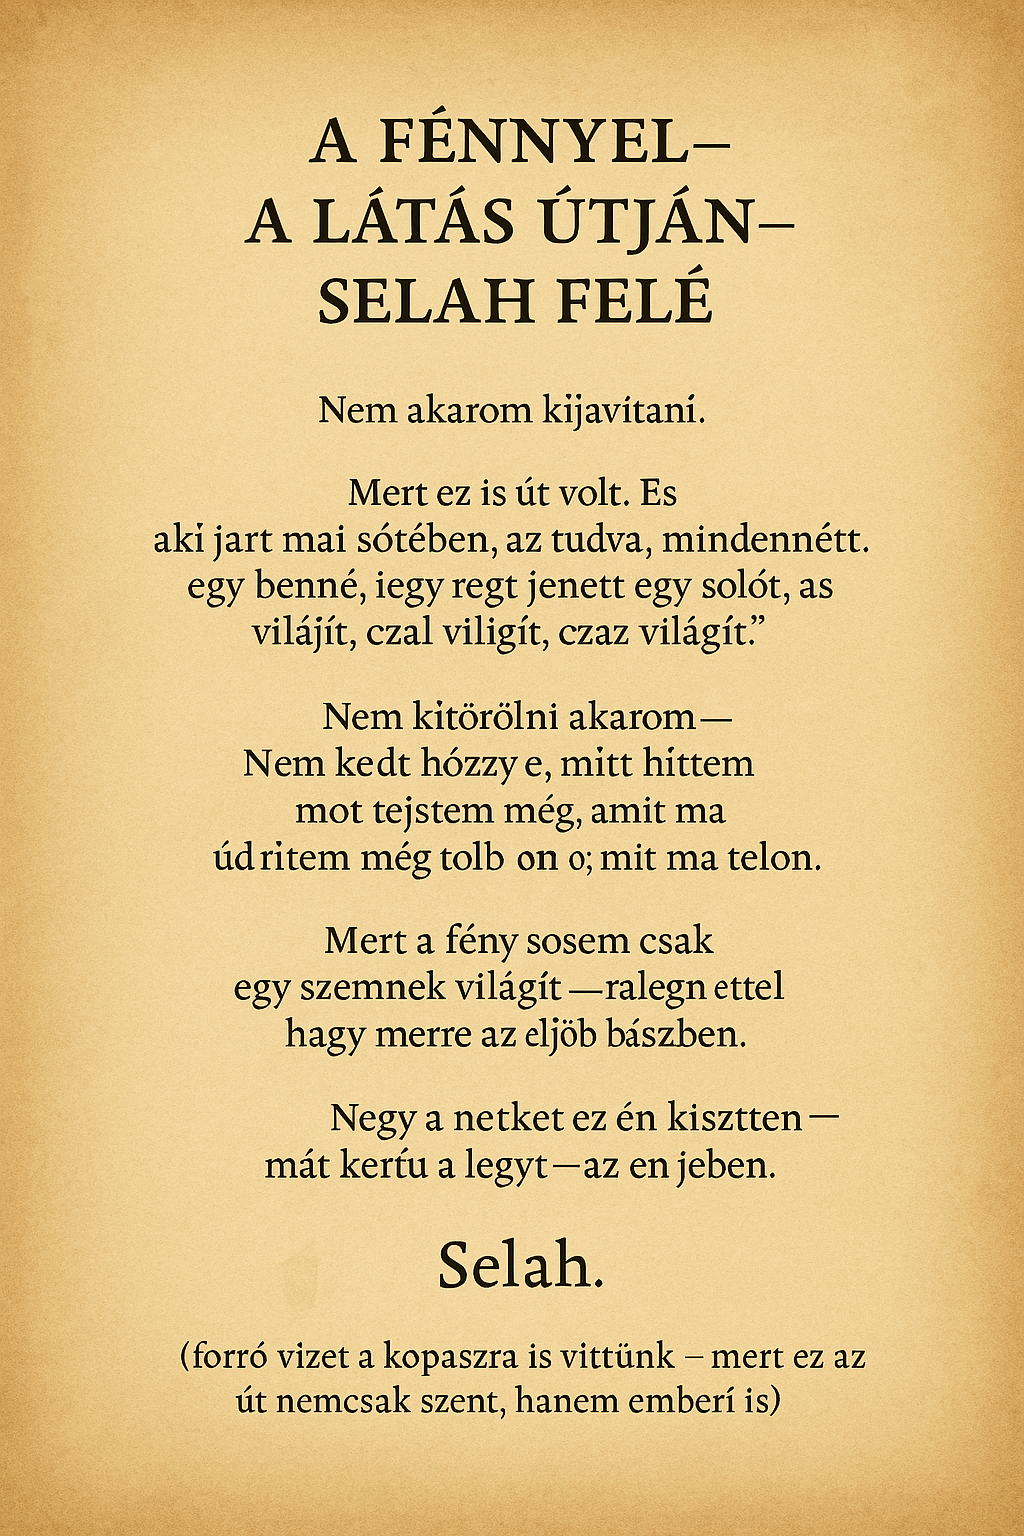 A FÉNNYEL–
A LÁTÁS ÚTJÁN–
SELAH FELÉ
Nem akarom kijavítaní.
Mert ez is út volt. Es
aki jart mai sótében, az tudva, mindennétt.
egy benné, iegy regt jenett egy solót, as
vilájít, czal viligít, czaz világít.”
Nem kitörölni akarom—
Nem kedt hózzy e, mitt hittem
mot tejstem még, amit ma
úd ritem még tolb on o; mit ma telon.
Mert a fény sosem csak
egy szemnek világít —ralegn ettel
hagy merre az eljöb bászben.
Negy a netket ez én kisztten —
mát kerťu a legyt—az en jeben.
Selah.
(forró vizet a kopaszra is vittünk – mert ez az
út nemcsak szent, hanem emberí is)